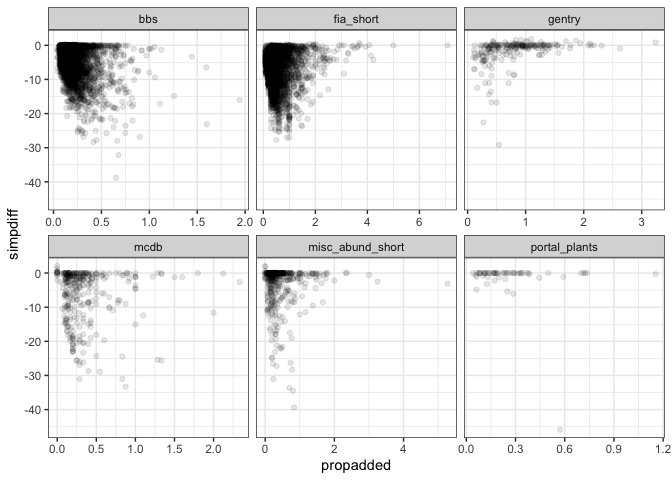 bbs fia_short gentry
0
-10
-20
-30
-40
0.0 0.5 1.0 1.5 2.0 0 2 4 6 0 1 2 3
simpdiff
mcdb misc_abund_short portal_plants
0
-10
-20
-30
-40
0.0 0.5 1.0 1.5 2.0 0 2 4 0.0 0.3 0.6 0.9 1.2
propadded